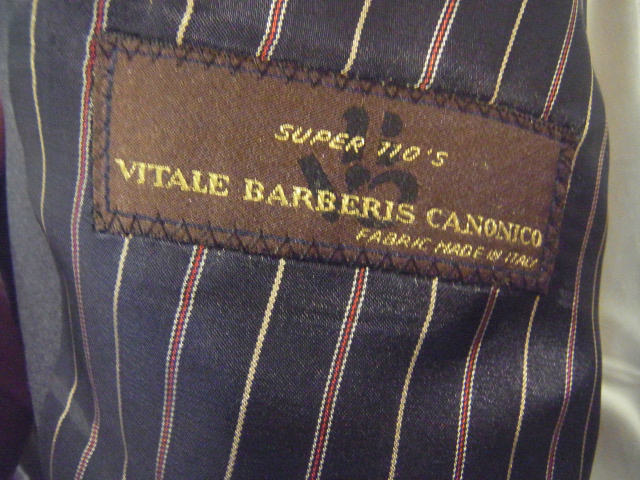 SUPER 110'S
VITALE BARBERIS CANONICO
FABRIC MADE IN ITALY